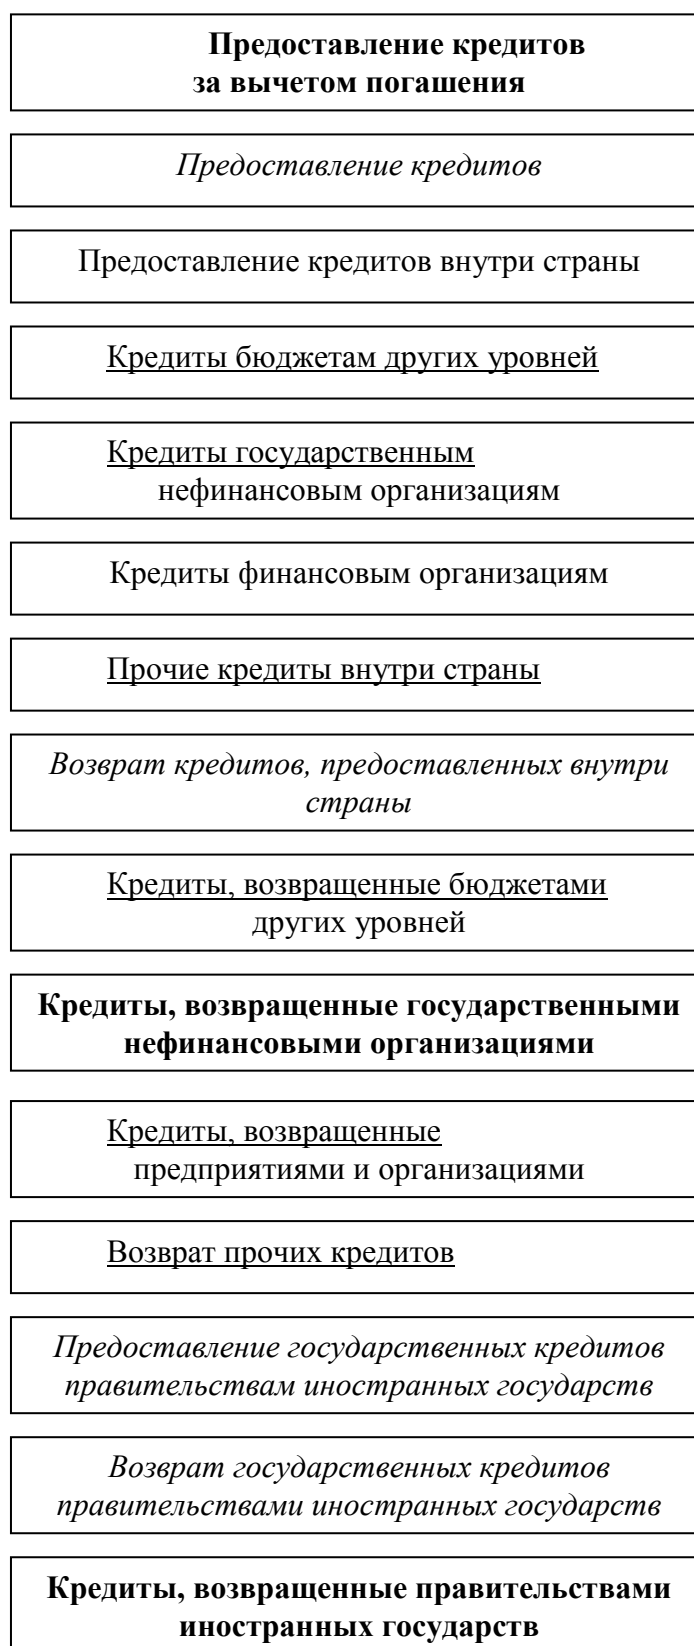 Предоставление кредитов
за вычетом погашения
Предоставление кредитов
Предоставление кредитов внутри страны
Кредиты бюджетам других уровней
Кредиты государственным
нефинансовым организациям
Кредиты финансовым организациям
Прочие кредиты внутри страны
Возврат кредитов, предоставленных внутри
страны
Кредиты, возвращенные бюджетами
других уровней
Кредиты, возвращенные государственными
нефинансовыми организациями
Кредиты, возвращенные
предприятиями и организациями
Возврат прочих кредитов
Предоставление государственных кредитов
правительствам иностранных государств
Возврат государственных кредитов
правительствами иностранных государств
Кредиты, возвращенные правительствами
иностранных государств